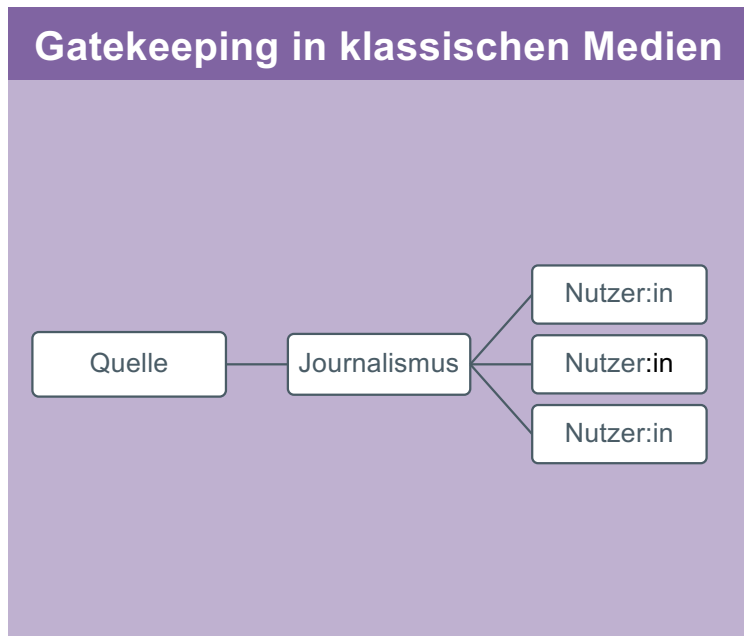 Gatekeeping in klassischen Medien
Quelle
Journalismus
Nutzer:in
Nutzer:in
Nutzer:in